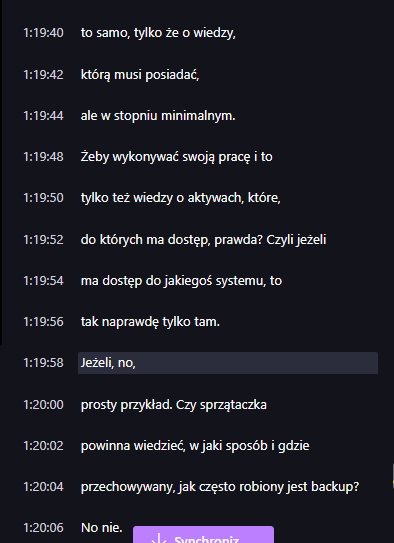 1:19:40 to samo, tylko że o wiedzy,
1:19:42 którą musi posiadać,
1:19:44 ale w stopniu minimalnym.
1:19:48 Żeby wykonywać swoją pracę i to
1:19:50 tylko też wiedzy o aktywach, które,
1:19:52 do których ma dostęp, prawda? Czyli jeżeli
1:19:54 ma dostęp do jakiegoś systemu, to
1:19:56 tak naprawdę tylko tam.
1:19:58 Jeżeli, no,
1:20:00 prosty przykład. Czy sprzątaczka
1:20:02 powinna wiedzieć, w jaki sposób i gdzie
1:20:04 przechowywany, jak często robiony jest backup?
1:20:06 No nie.
Synchroniz